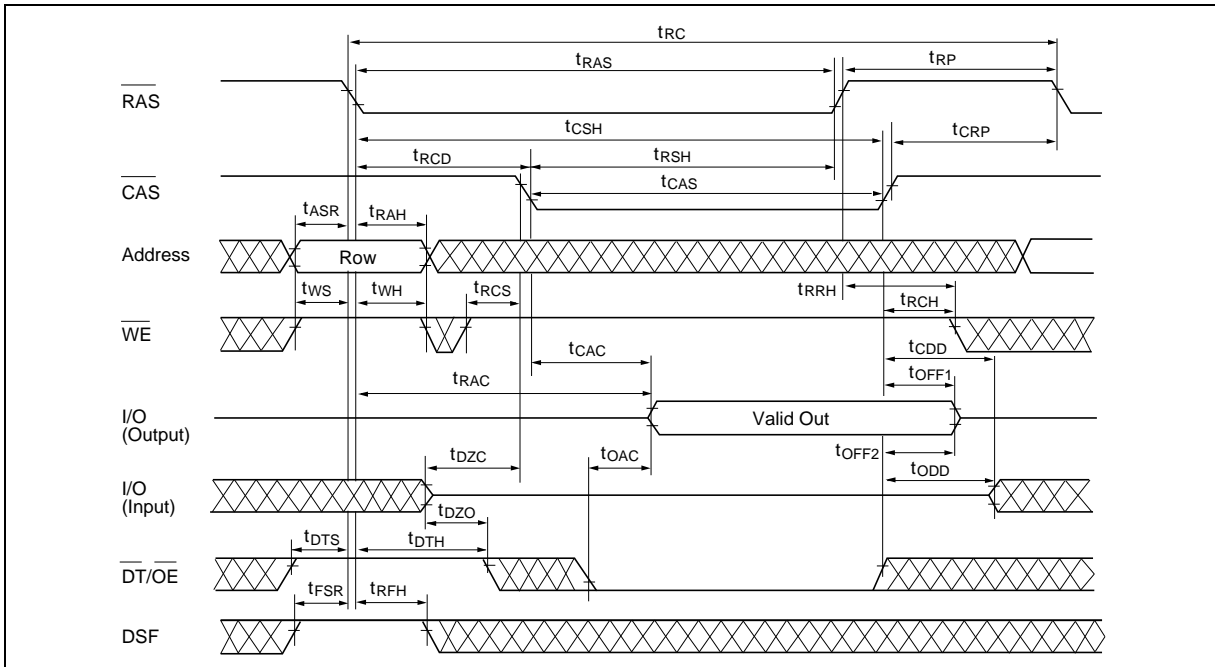 tRC
tRAS
tRP
RAS
tCSH
tCRP
tRCD
tRSH
CAS
tCAS
tASR
tRAH
Address
Row
tWS
tWH
tRCS
tRRH
tRCH
WE
tCAC
tCDD
tRAC
tOFF1
I/O
(Output)
Valid Out
tDZC
tOAC
tOFF2
tODD
I/O
(Input)
tDZO
tDTS
tDTH
DT/OE
tFSR
tRFH
DSF